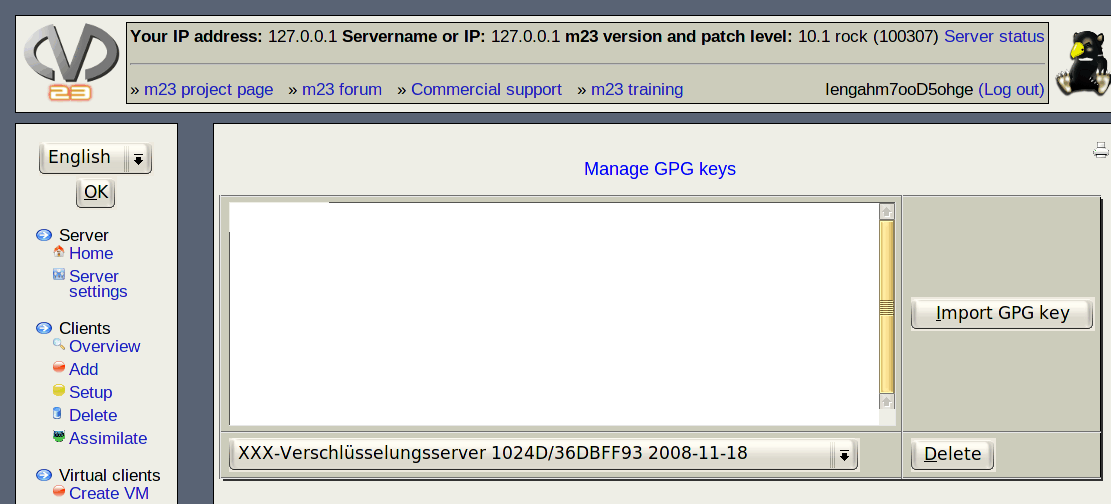 Your IP address: 127.0.0.1 Servername or IP: 127.0.0.1 m23 version and patch level: 10.1 rock (100307) Server status
23
» m23 project page » m23 forum » Commercial support » m23 training Iengahm7ooD5ohge (Log out)
English
OK
Server
Home
Server
settings
Clients
Overview
Add
Setup
Delete
Assimilate
Virtual clients
Create VM
Manage GPG keys
Import GPG key
XXX-Verschlüsselungsserver 1024D/36DBFF93 2008-11-18
Delete